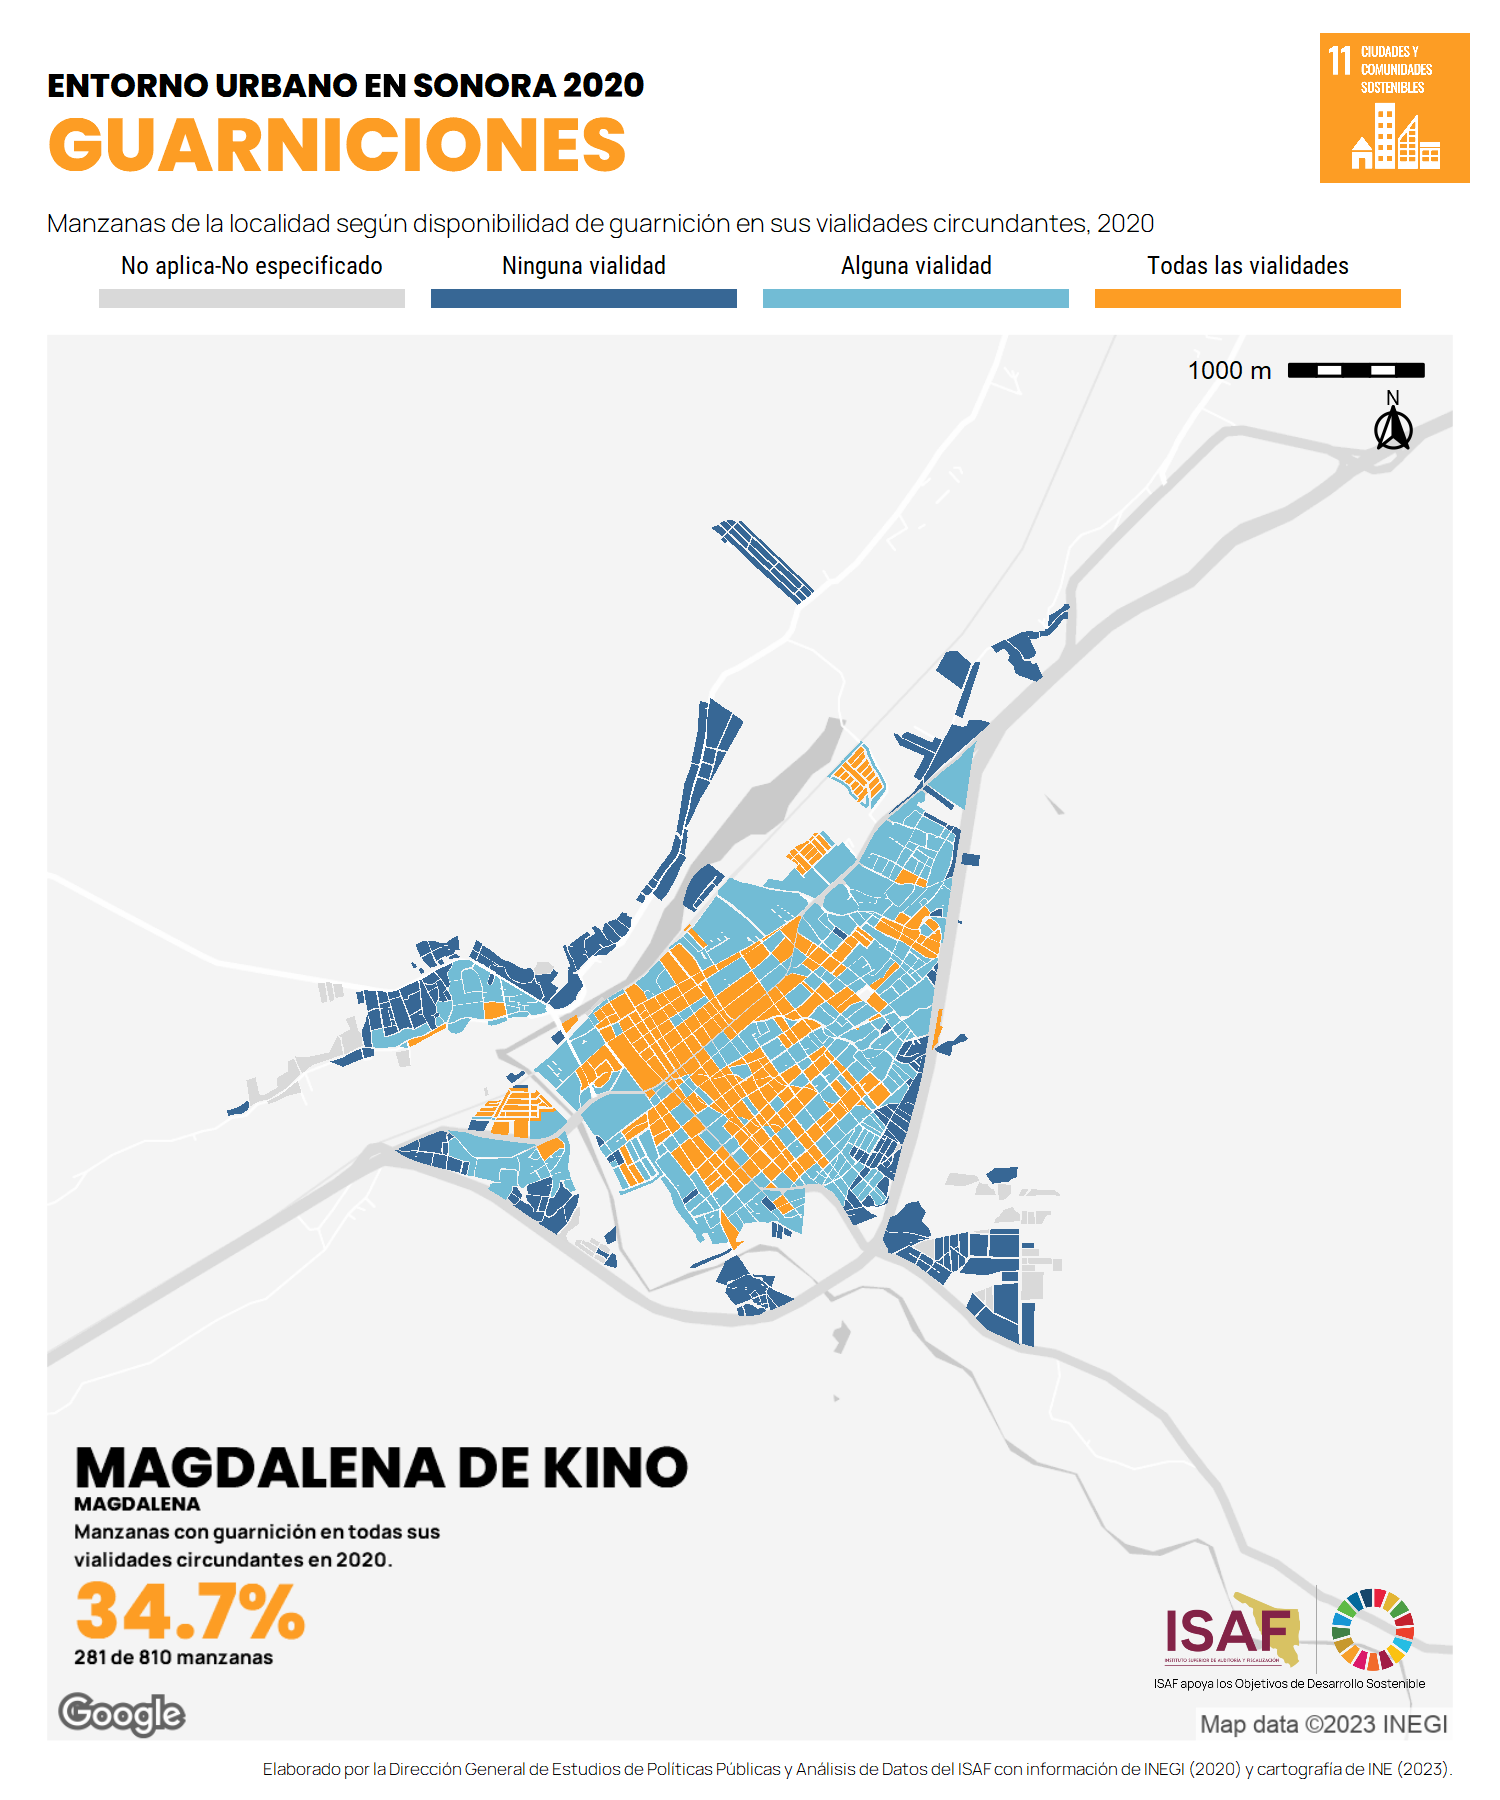 ENTORNO URBANO EN SONORA 2020
GUARNICIONES
11 CIUDADES Y
COMUNIDADES
SOSTENIBLES
Manzanas de la localidad según disponibilidad de guarnición en sus vialidades circundantes, 2020
No aplica-No especificado
Ninguna vialidad
Alguna vialidad
Todas las vialidades
1000 m
N
MAGDALENA DE KINO
MAGDALENA
Manzanas con guarnición en todas sus
vialidades circundantes en 2020.
34.7%
281 de 810 manzanas
ISAF
INSTITUTO SUPERIOR DE AUDITORÍA Y FISCALIZACIÓN
ISAF apoya los Objetivos de Desarrollo Sostenible
Google
Map data ©2023 INEGI
Elaborado por la Dirección General de Estudios de Políticas Públicas y Análisis de Datos del ISAF con información de INEGI (2020) y cartografía de INE (2023).